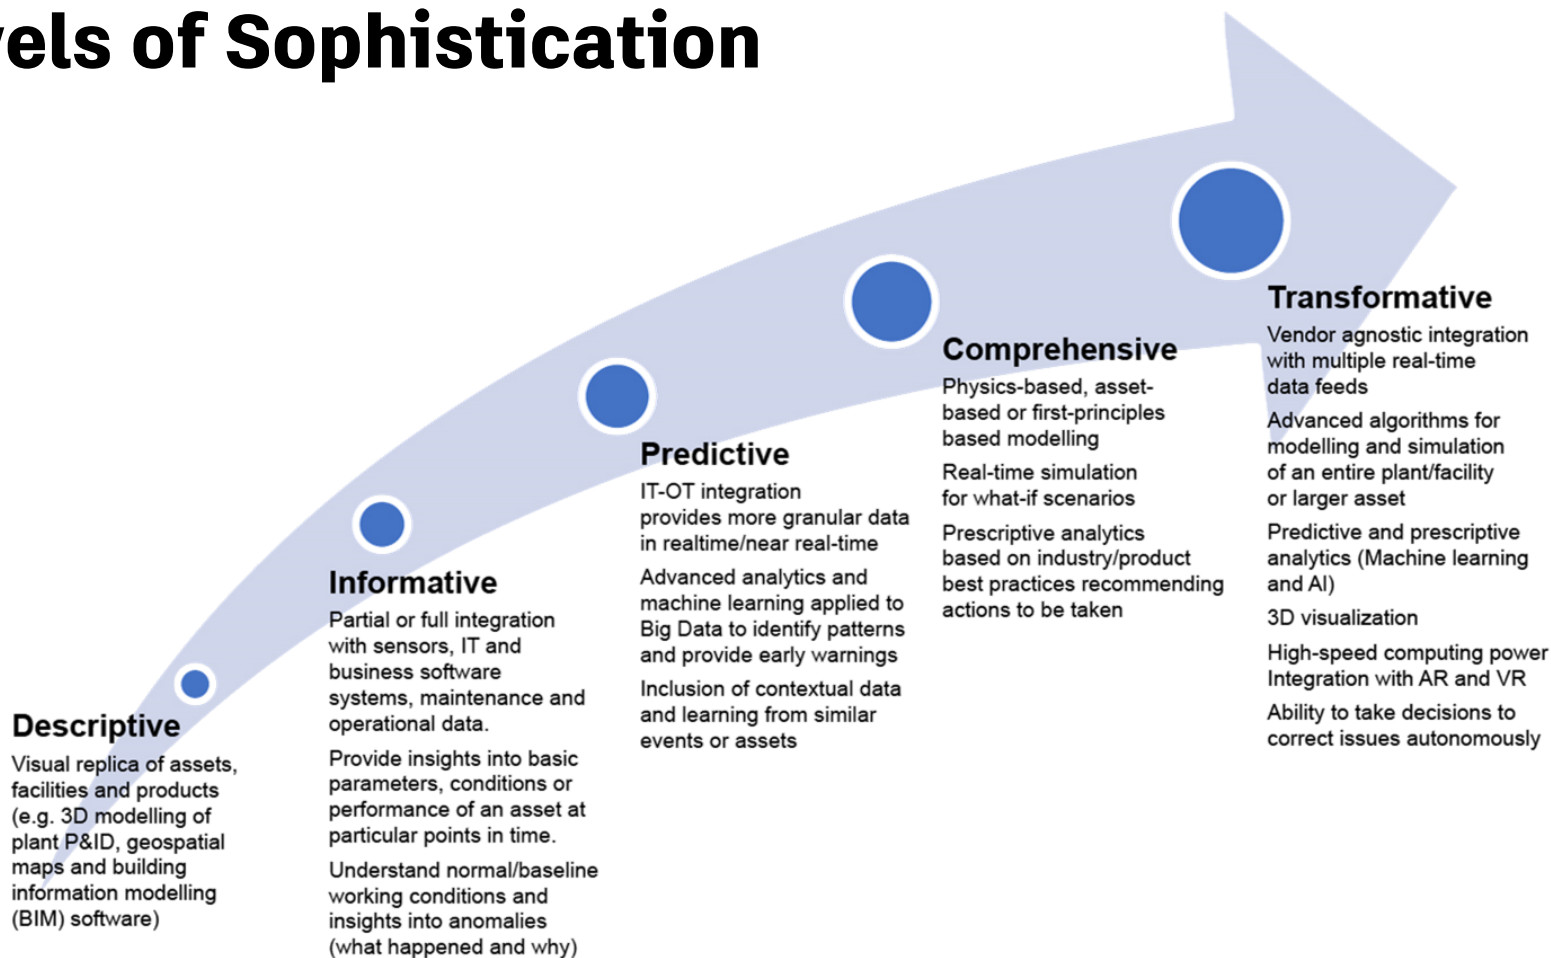 vels of Sophistication
Descriptive
Visual replica of assets,
facilities and products
(e.g. 3D modelling of
plant P&ID, geospatial
maps and building
information modelling
(BIM) software)
Informative
Partial or full integration
with sensors, IT and
business software
systems, maintenance and
operational data.
Provide insights into basic
parameters, conditions or
performance of an asset at
particular points in time.
Understand normal/baseline
working conditions and
insights into anomalies
(what happened and why)
Predictive
IT-OT integration
provides more granular data
in realtime/near real-time
Advanced analytics and
machine learning applied to
Big Data to identify patterns
and provide early warnings
Inclusion of contextual data
and learning from similar
events or assets
Comprehensive
Physics-based, asset-
based or first-principles
based modelling
Real-time simulation
for what-if scenarios
Prescriptive analytics
based on industry/product
best practices recommending
actions to be taken
Transformative
Vendor agnostic integration
with multiple real-time
data feeds
Advanced algorithms for
modelling and simulation
of an entire plant/facility
or larger asset
Predictive and prescriptive
analytics (Machine learning
and AI)
3D visualization
High-speed computing power
Integration with AR and VR
Ability to take decisions to
correct issues autonomously